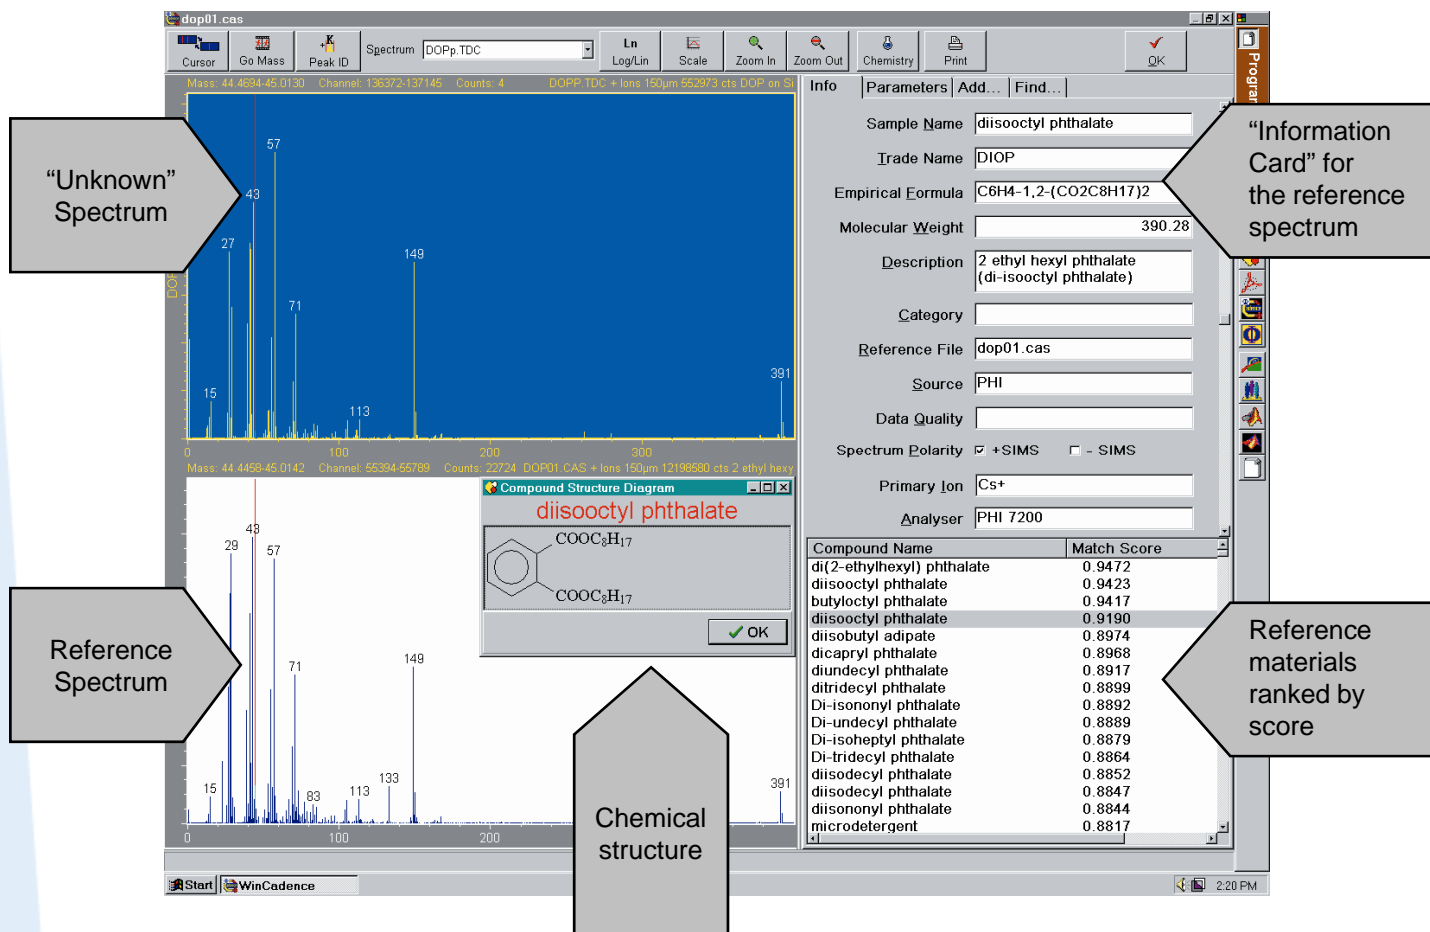 dop01.cas
Cursor
Go Mass
Peak ID
Spectrum
DOPp.TDC
Ln
Log/Lin
Scale
Zoom In
Zoom Out
Chemistry
Print
OK
Program
Mass: 44.4694-45.0130 Channel: 136372-137145 Counts: 4 DOPP.TDC + Ions 150µm 552973 cts DOP on Si
57
43
27
149
71
15
113
391
0
100
200
300
"Unknown"
Spectrum
Info
Parameters
Add...
Find...
Sample Name diisooctyl phthalate
Trade Name DIOP
Empirical Formula C6H4-1,2-(CO2C8H17)2
Molecular Weight 390.28
Description 2 ethyl hexyl phthalate
(di-isooctyl phthalate)
Category
Reference File dop01.cas
Source PHI
Data Quality
Spectrum Polarity +SIMS - SIMS
Primary Ion Cs+
Analyser PHI 7200
"Information
Card" for
the reference
spectrum
Mass: 44.4458-45.0142 Channel: 55394-55789 Counts: 22724 DOP01.CAS + Ions 150µm 12198580 cts 2 ethyl hexy
29
43
57
71
149
15
83
113
133
391
0
100
200
Compound Structure Diagram
diisooctyl phthalate
COOC8H17
COOC8H17
OK
Reference
Spectrum
Chemical
structure
Compound Name Match Score
di(2-ethylhexyl) phthalate 0.9472
diisooctyl phthalate 0.9423
butyloctyl phthalate 0.9417
diisooctyl phthalate 0.9190
diisobutyl adipate 0.8974
dicapryl phthalate 0.8968
diundecyl phthalate 0.8917
ditridecyl phthalate 0.8899
Di-isononyl phthalate 0.8892
Di-undecyl phthalate 0.8889
Di-isoheptyl phthalate 0.8879
Di-tridecyl phthalate 0.8864
diisodecyl phthalate 0.8852
diisodecyl phthalate 0.8847
diisononyl phthalate 0.8844
microdetergent 0.8817
Reference
materials
ranked by
score
Start
WinCadence
2:20 PM